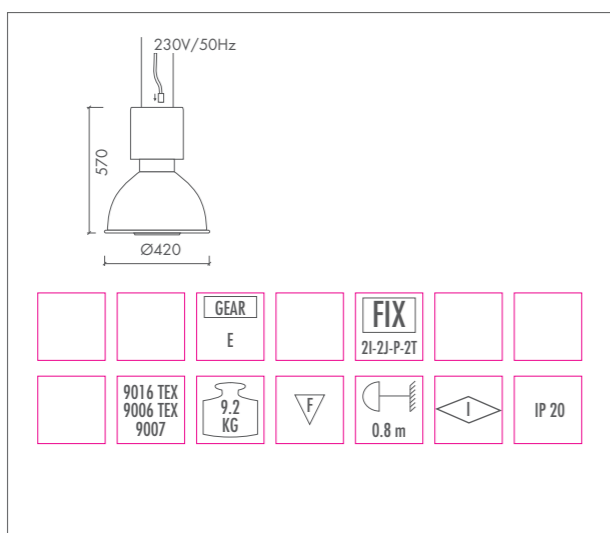 230V/50Hz
570
Ø420
GEAR
E
FIX
2I-2J-P-2T
9016 TEX
9006 TEX
9007
9.2
KG
F
0.8 m
I
IP 20